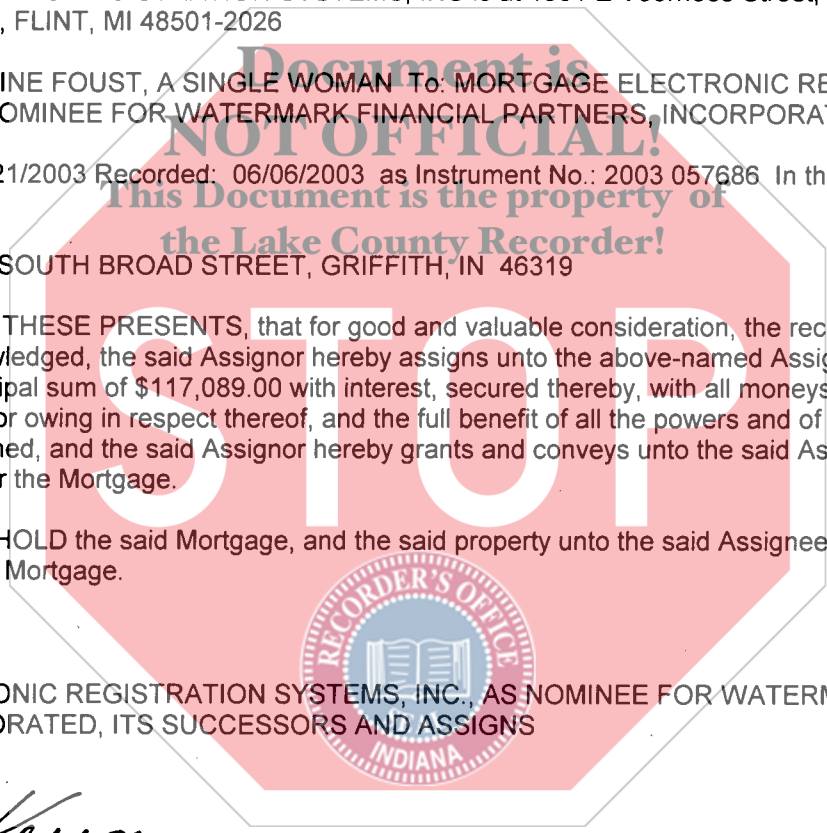 , FLINT, MI 48501-2026
Document is
INE FOUST, A SINGLE WOMAN To: MORTGAGE ELECTRONIC RE
OMINEE FOR WATERMARK FINANCIAL PARTNERS, INCORPORAT
NOT OFFICIAL!
21/2003 Recorded: 06/06/2003 as Instrument No.: 2003 057686 In th
This Document is the property of
the Lake County Recorder!
SOUTH BROAD STREET, GRIFFITH, IN 46319
THESE PRESENTS, that for good and valuable consideration, the rec
vledged, the said Assignor hereby assigns unto the above-named Assig
ipal sum of $117,089.00 with interest, secured thereby, with all moneys
or owing in respect thereof, and the full benefit of all the powers and of
ned, and the said Assignor hereby grants and conveys unto the said As
r the Mortgage.
STOP
HOLD the said Mortgage, and the said property unto the said Assignee
Mortgage.
RECORDER'S OFFICE
ONIC REGISTRATION SYSTEMS, INC., AS NOMINEE FOR WATERM
ORATED, ITS SUCCESSORS AND ASSIGNS
INDIANA